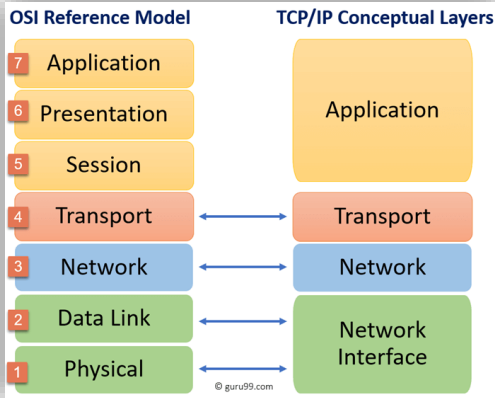 OSI Reference Model
TCP/IP Conceptual Layers
7 Application
6 Presentation
5 Session
Application
4 Transport
Transport
3 Network
Network
2 Data Link
1 Physical
Network
Interface
© guru99.com